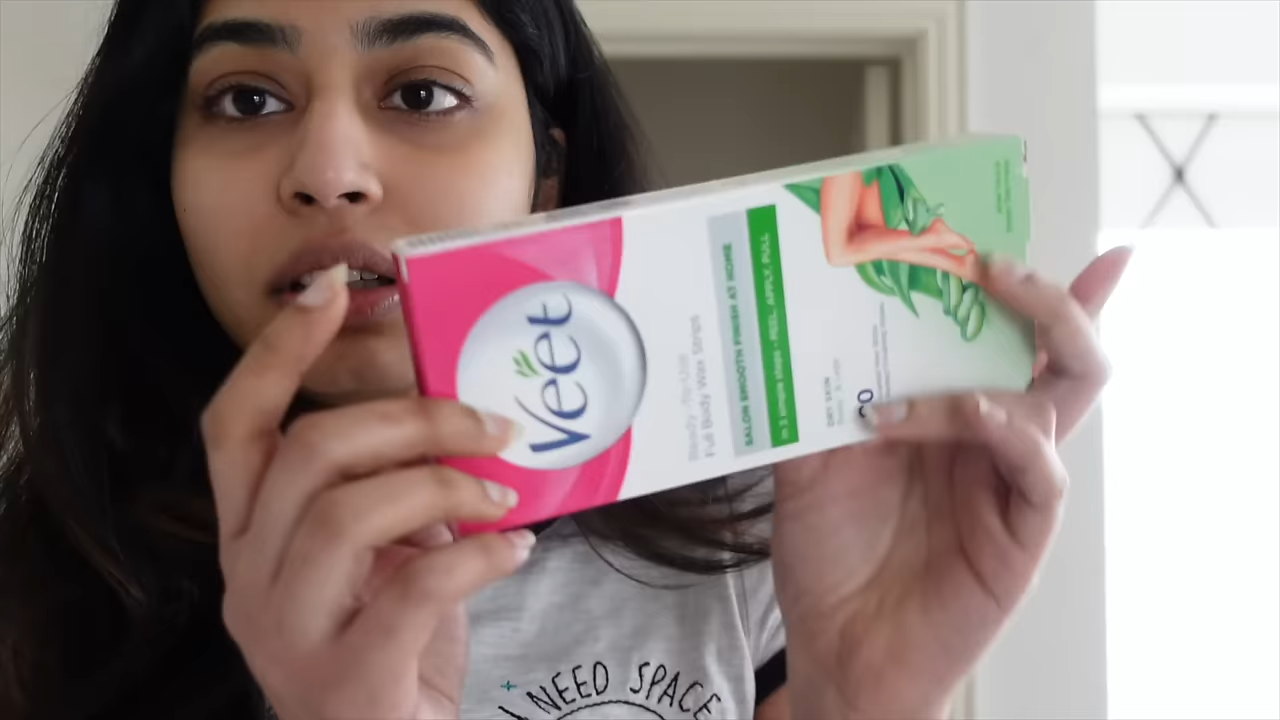 Veet
Ready-To-Use
Full Body Wax Strips
SALON SMOOTH FINISH AT HOME
in 3 simple steps - PEEL, APPLY, PULL
DRY SKIN
20
NEED SPACE